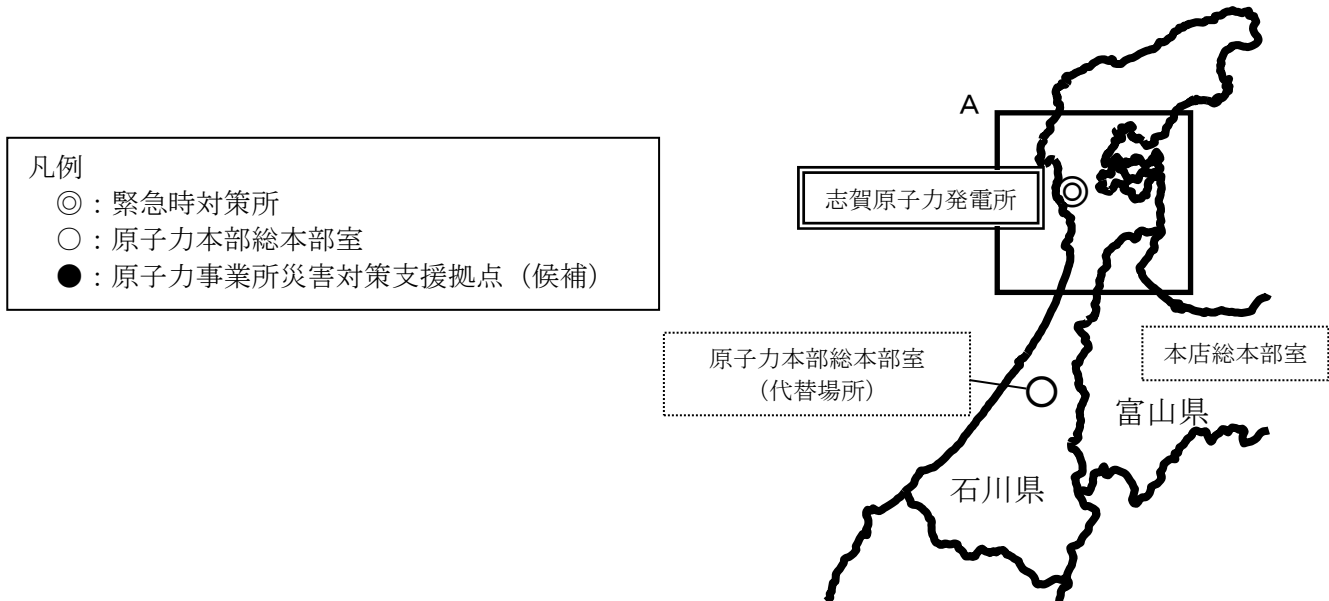 凡例
◎：緊急時対策所
○：原子力本部総本部室
●：原子力事業所災害対策支援拠点（候補）
A
志賀原子力発電所
原子力本部総本部室
（代替場所）
本店総本部室
富山県
石川県